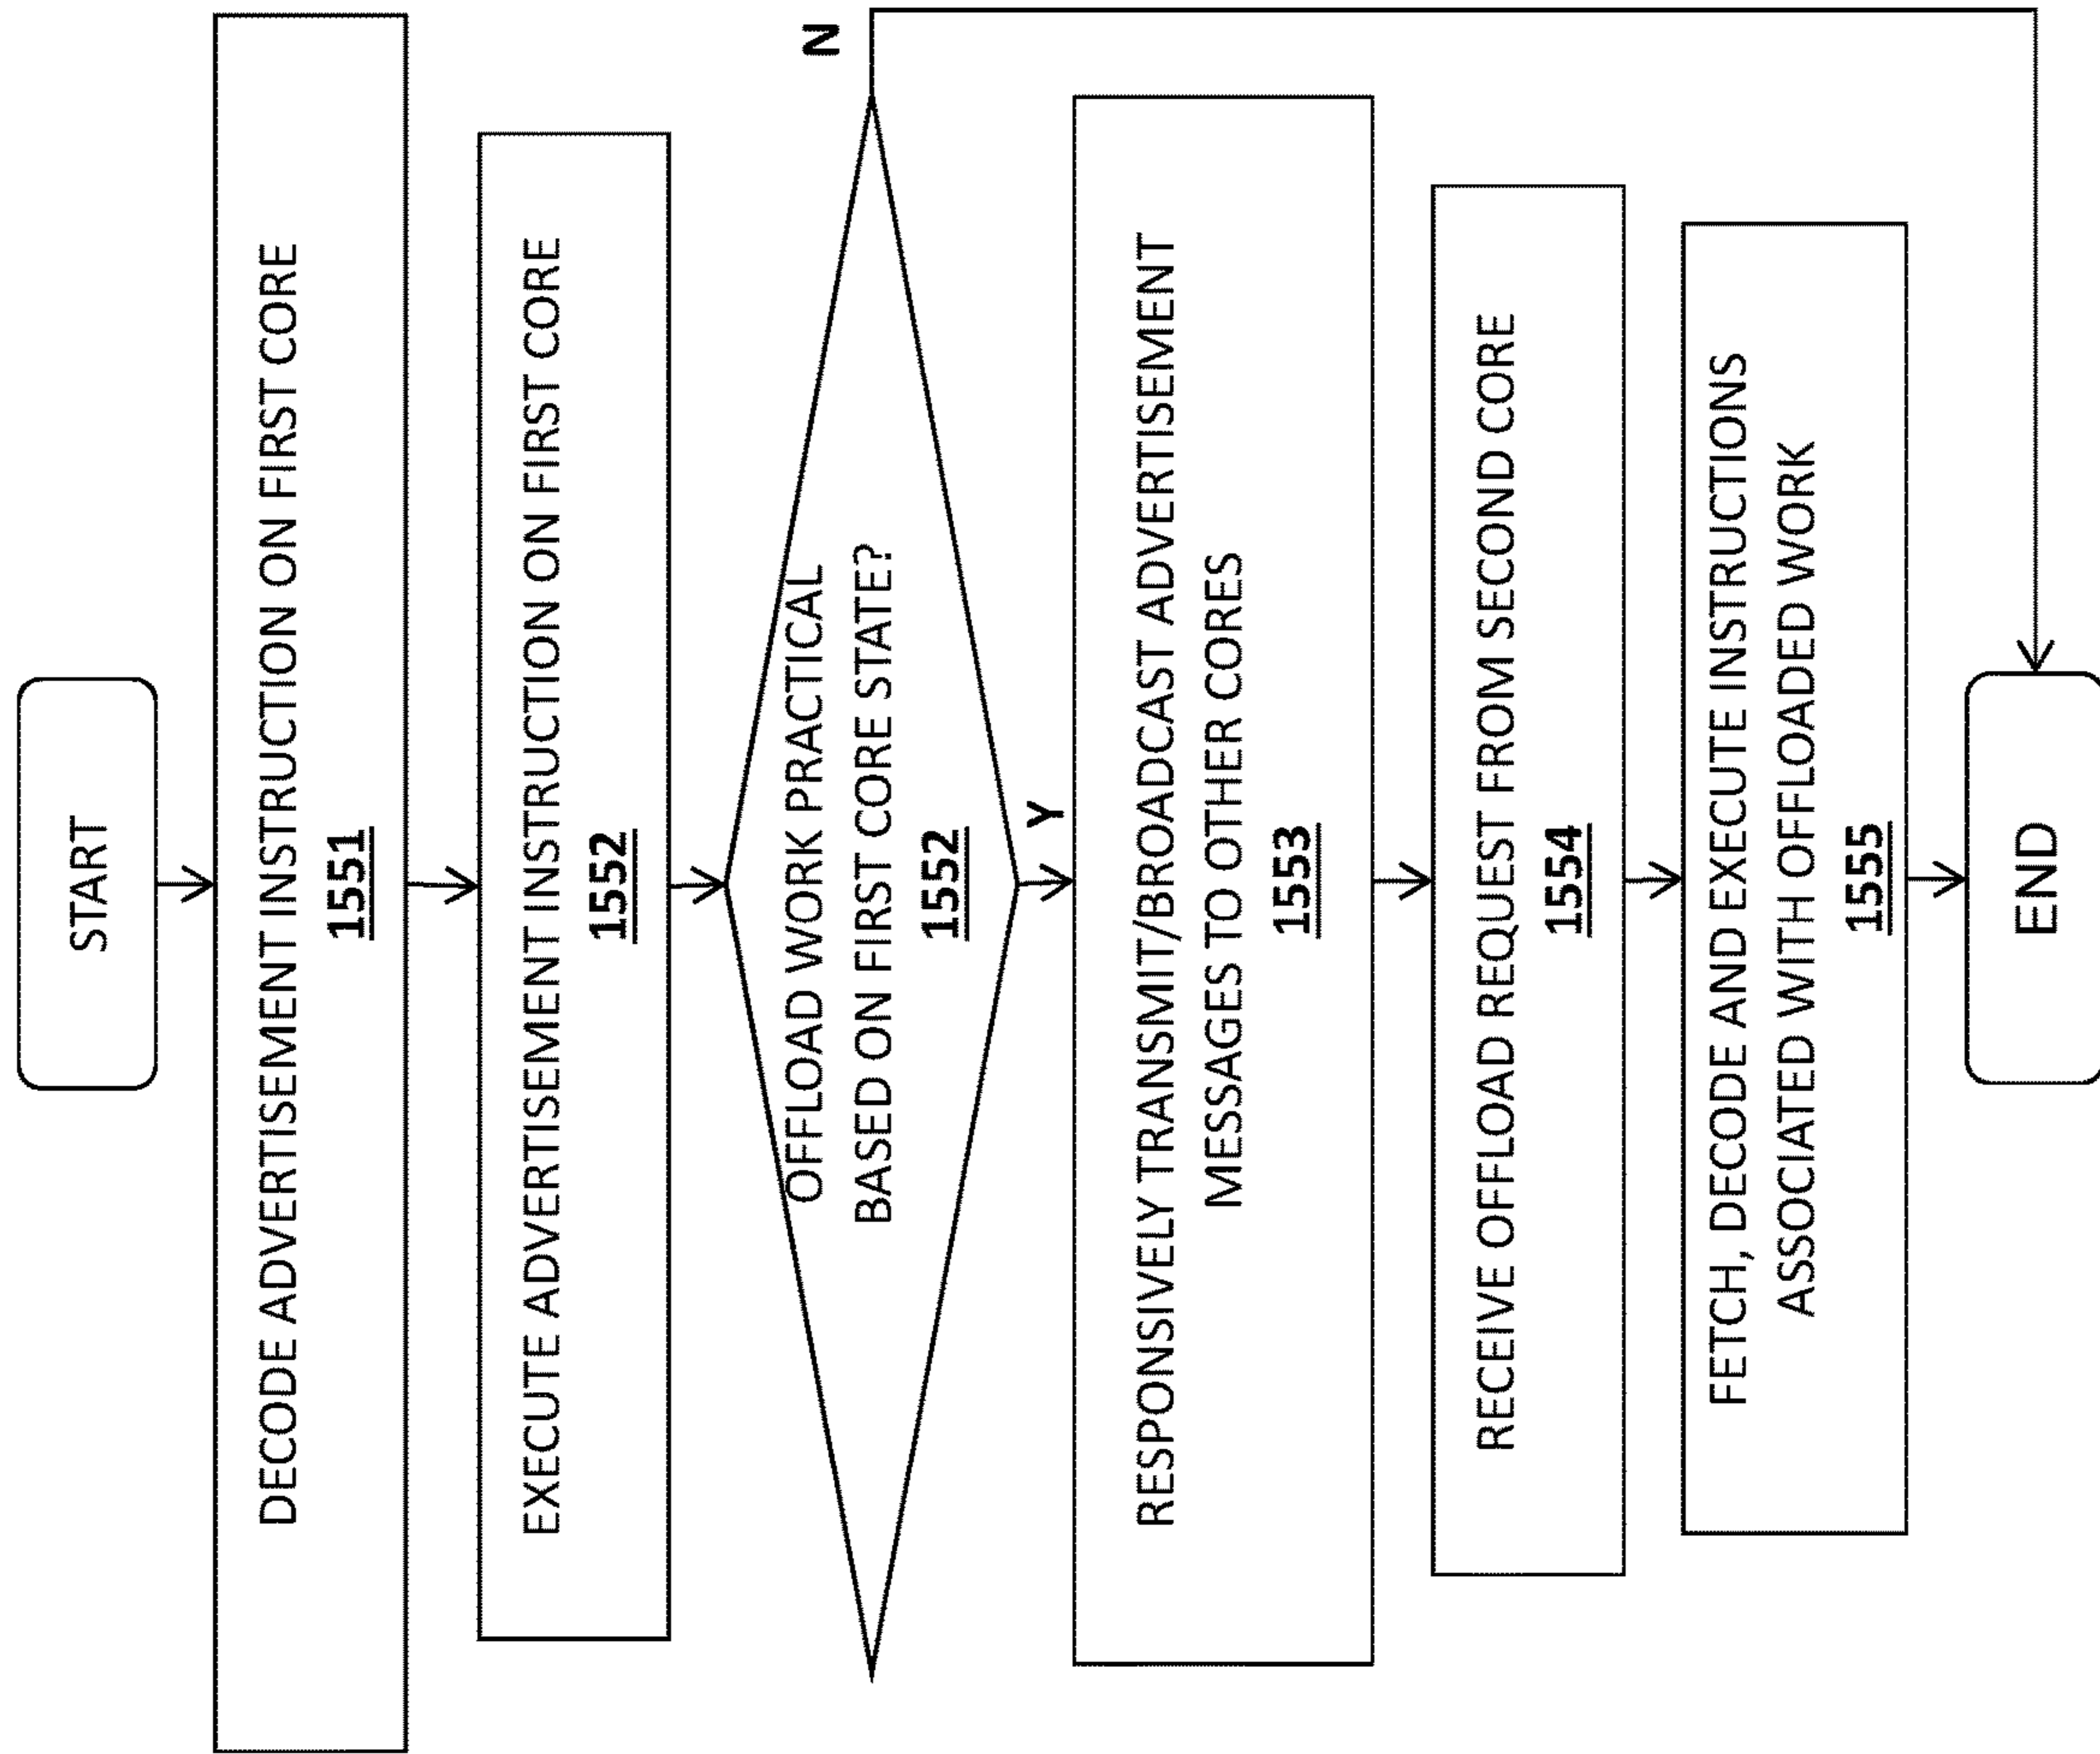 START
DECODE ADVERTISEMENT INSTRUCTION ON FIRST CORE
1551
EXECUTE ADVERTISEMENT INSTRUCTION ON FIRST CORE
1552
OFFLOAD WORK PRACTICAL
BASED ON FIRST CORE STATE?
1552
N
Y
RESPONSIVELY TRANSMIT/BROADCAST ADVERTISEMENT
MESSAGES TO OTHER CORES
1553
RECEIVE OFFLOAD REQUEST FROM SECOND CORE
1554
FETCH, DECODE AND EXECUTE INSTRUCTIONS
ASSOCIATED WITH OFFLOADED WORK
1555
END